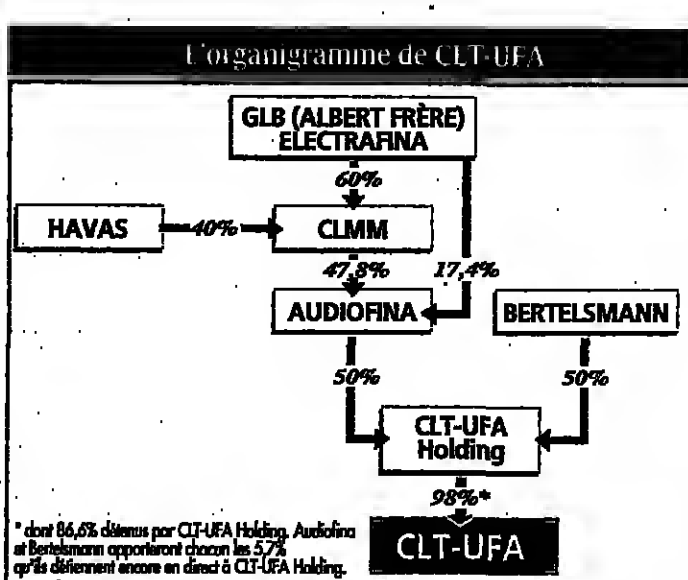 L'organigramme de CLT-UFA
GLB (ALBERT FRÈRE)
ELECTRAFINA
60%
HAVAS
40%
CLMM
47,8%
17,4%
AUDIOFINA
BERTELSMANN
50%
50%
CLT-UFA
Holding
98%*
* dont 86,6% détenus par CLT-UFA Holding. Audiofina
et Bertelsmann apporteront chacun les 5,7%
qu'ils détiennent encore en direct à CLT-UFA Holding.
CLT-UFA